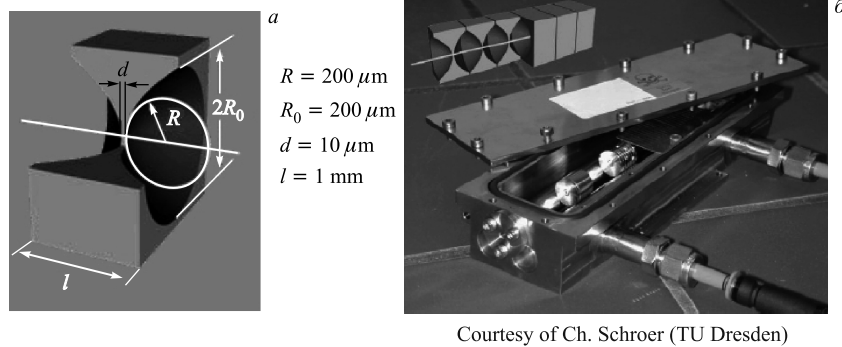 a
d
R
2R₀
l
R = 200 μm
R₀ = 200 μm
d = 10 μm
l = 1 mm
б
Courtesy of Ch. Schroer (TU Dresden)